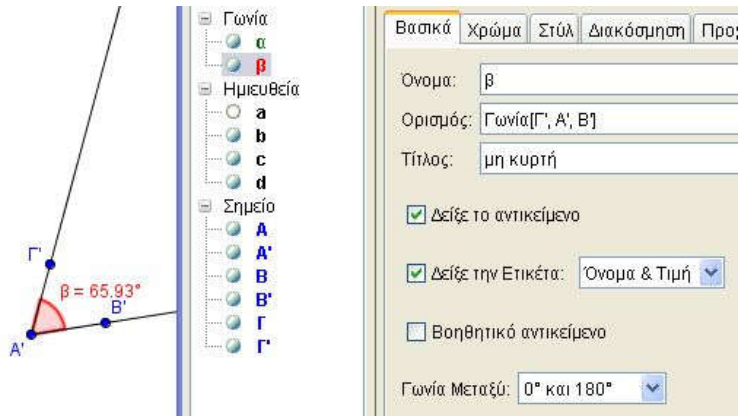 Γ'
β = 65.93°
B'
A'
Γωνία
α
β
Ημιευθεία
a
b
c
d
Σημείο
A
A'
B
B'
Γ
Γ'
Βασικά Χρώμα Στύλ Διακόσμηση Προχ
Όνομα: β
Ορισμός: Γωνία[Γ', A', B']
Τίτλος: μη κυρτή
Δείξε το αντικείμενο
Δείξε την Ετικέτα: Όνομα & Τιμή
Βοηθητικό αντικείμενο
Γωνία Μεταξύ: 0° και 180°